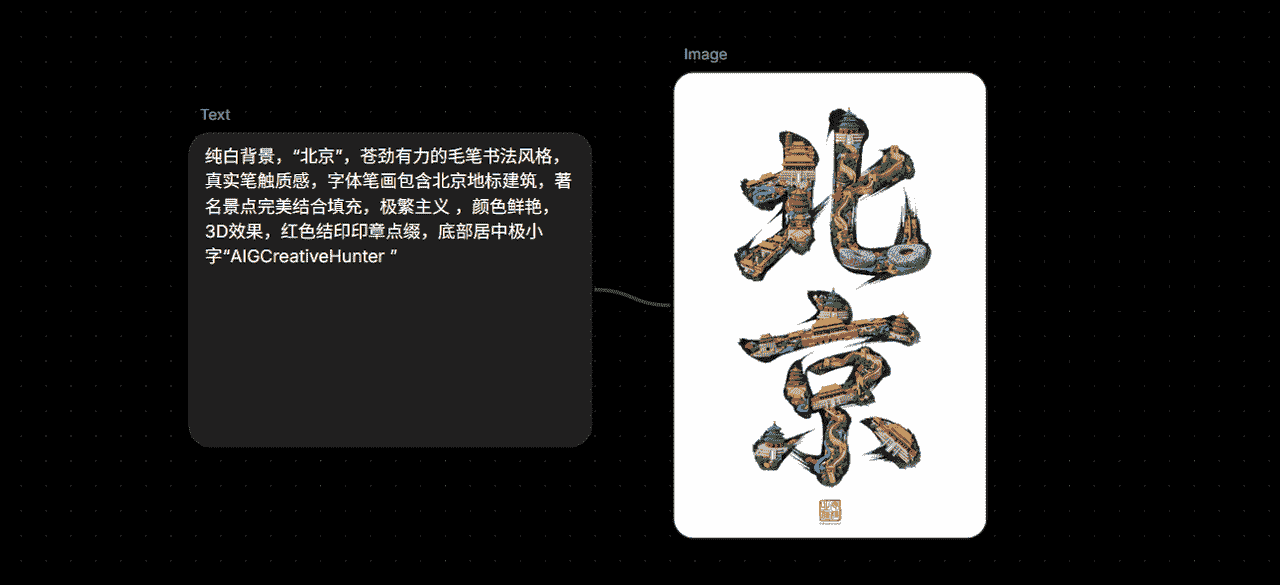 Text
纯白背景，“北京”，苍劲有力的毛笔书法风格，
真实笔触质感，字体笔画包含北京地标建筑，著
名景点完美结合填充，极繁主义 ，颜色鲜艳，
3D效果，红色结印印章点缀，底部居中极小
字“AIGCreativeHunter ”
Image
北
京